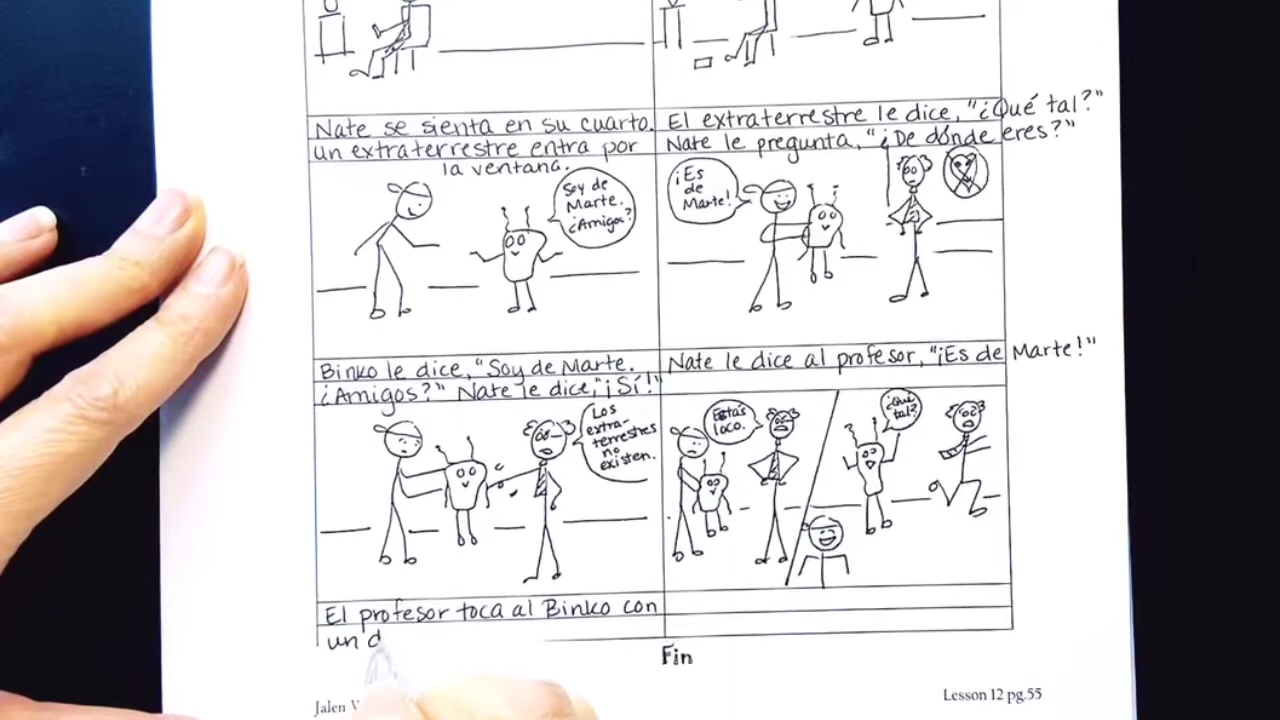 Nate se sienta en su cuarto.
un extraterrestre entra por
la ventana.
El extraterrestre le dice, "¿Qué tal?"
Nate le pregunta, "¿De dónde eres?"
Soy de
Marte.
¿Amigos?
¡Es
de
Marte!
Binko le dice, "Soy de Marte.
¿Amigos?" Nate le dice, "¡Sí!"
Nate le dice al profesor, "¡Es de Marte!"
Los
extra-
terrestres
no
existen.
Estás
loco.
¿Qué
tal?
El profesor toca al Binko con
un d
Fin
Jalen
Lesson 12 pg.55